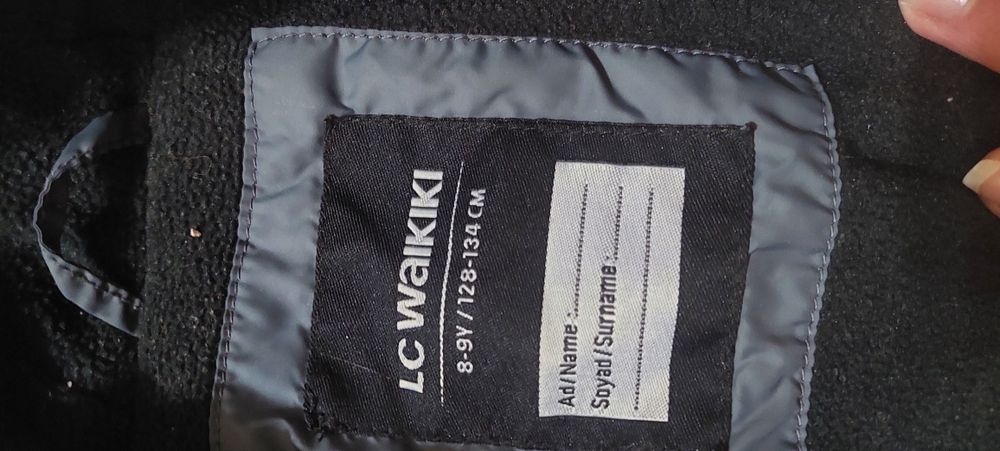 LC WAIKIKI
8-9Y / 128-134 CM
Ad/Name :....................
Soyad/Surname :............
....................................